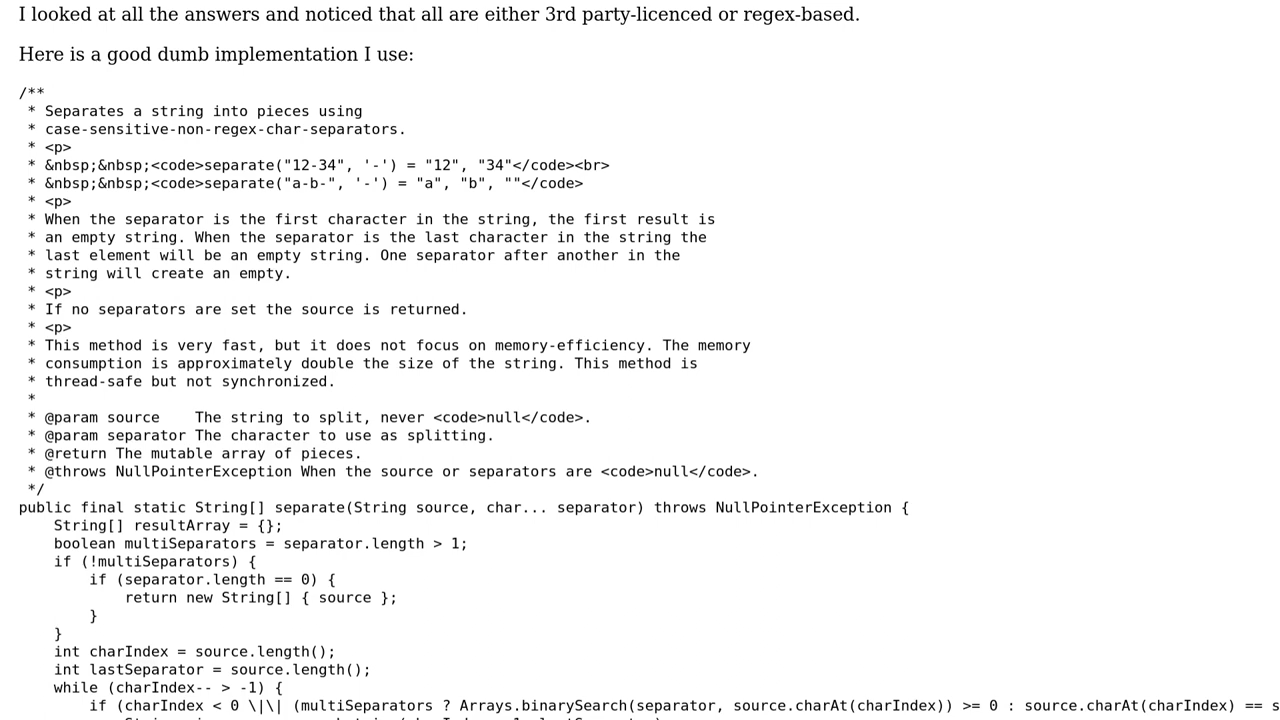 I looked at all the answers and noticed that all are either 3rd party-licenced or regex-based.
Here is a good dumb implementation I use:
/**
 * Separates a string into pieces using
 * case-sensitive-non-regex-char-separators.
 * <p>
 * &nbsp;&nbsp;<code>separate("12-34", '-') = "12", "34"</code><br>
 * &nbsp;&nbsp;<code>separate("a-b-", '-') = "a", "b", ""</code>
 * <p>
 * When the separator is the first character in the string, the first result is
 * an empty string. When the separator is the last character in the string the
 * last element will be an empty string. One separator after another in the
 * string will create an empty.
 * <p>
 * If no separators are set the source is returned.
 * <p>
 * This method is very fast, but it does not focus on memory-efficiency. The memory
 * consumption is approximately double the size of the string. This method is
 * thread-safe but not synchronized.
 *
 * @param source    The string to split, never <code>null</code>.
 * @param separator The character to use as splitting.
 * @return The mutable array of pieces.
 * @throws NullPointerException When the source or separators are <code>null</code>.
 */
public final static String[] separate(String source, char... separator) throws NullPointerException {
    String[] resultArray = {};
    boolean multiSeparators = separator.length > 1;
    if (!multiSeparators) {
        if (separator.length == 0) {
            return new String[] { source };
        }
    }
    int charIndex = source.length();
    int lastSeparator = source.length();
    while (charIndex-- > -1) {
        if (charIndex < 0 \|\| (multiSeparators ? Arrays.binarySearch(separator, source.charAt(charIndex)) >= 0 : source.charAt(charIndex) == s